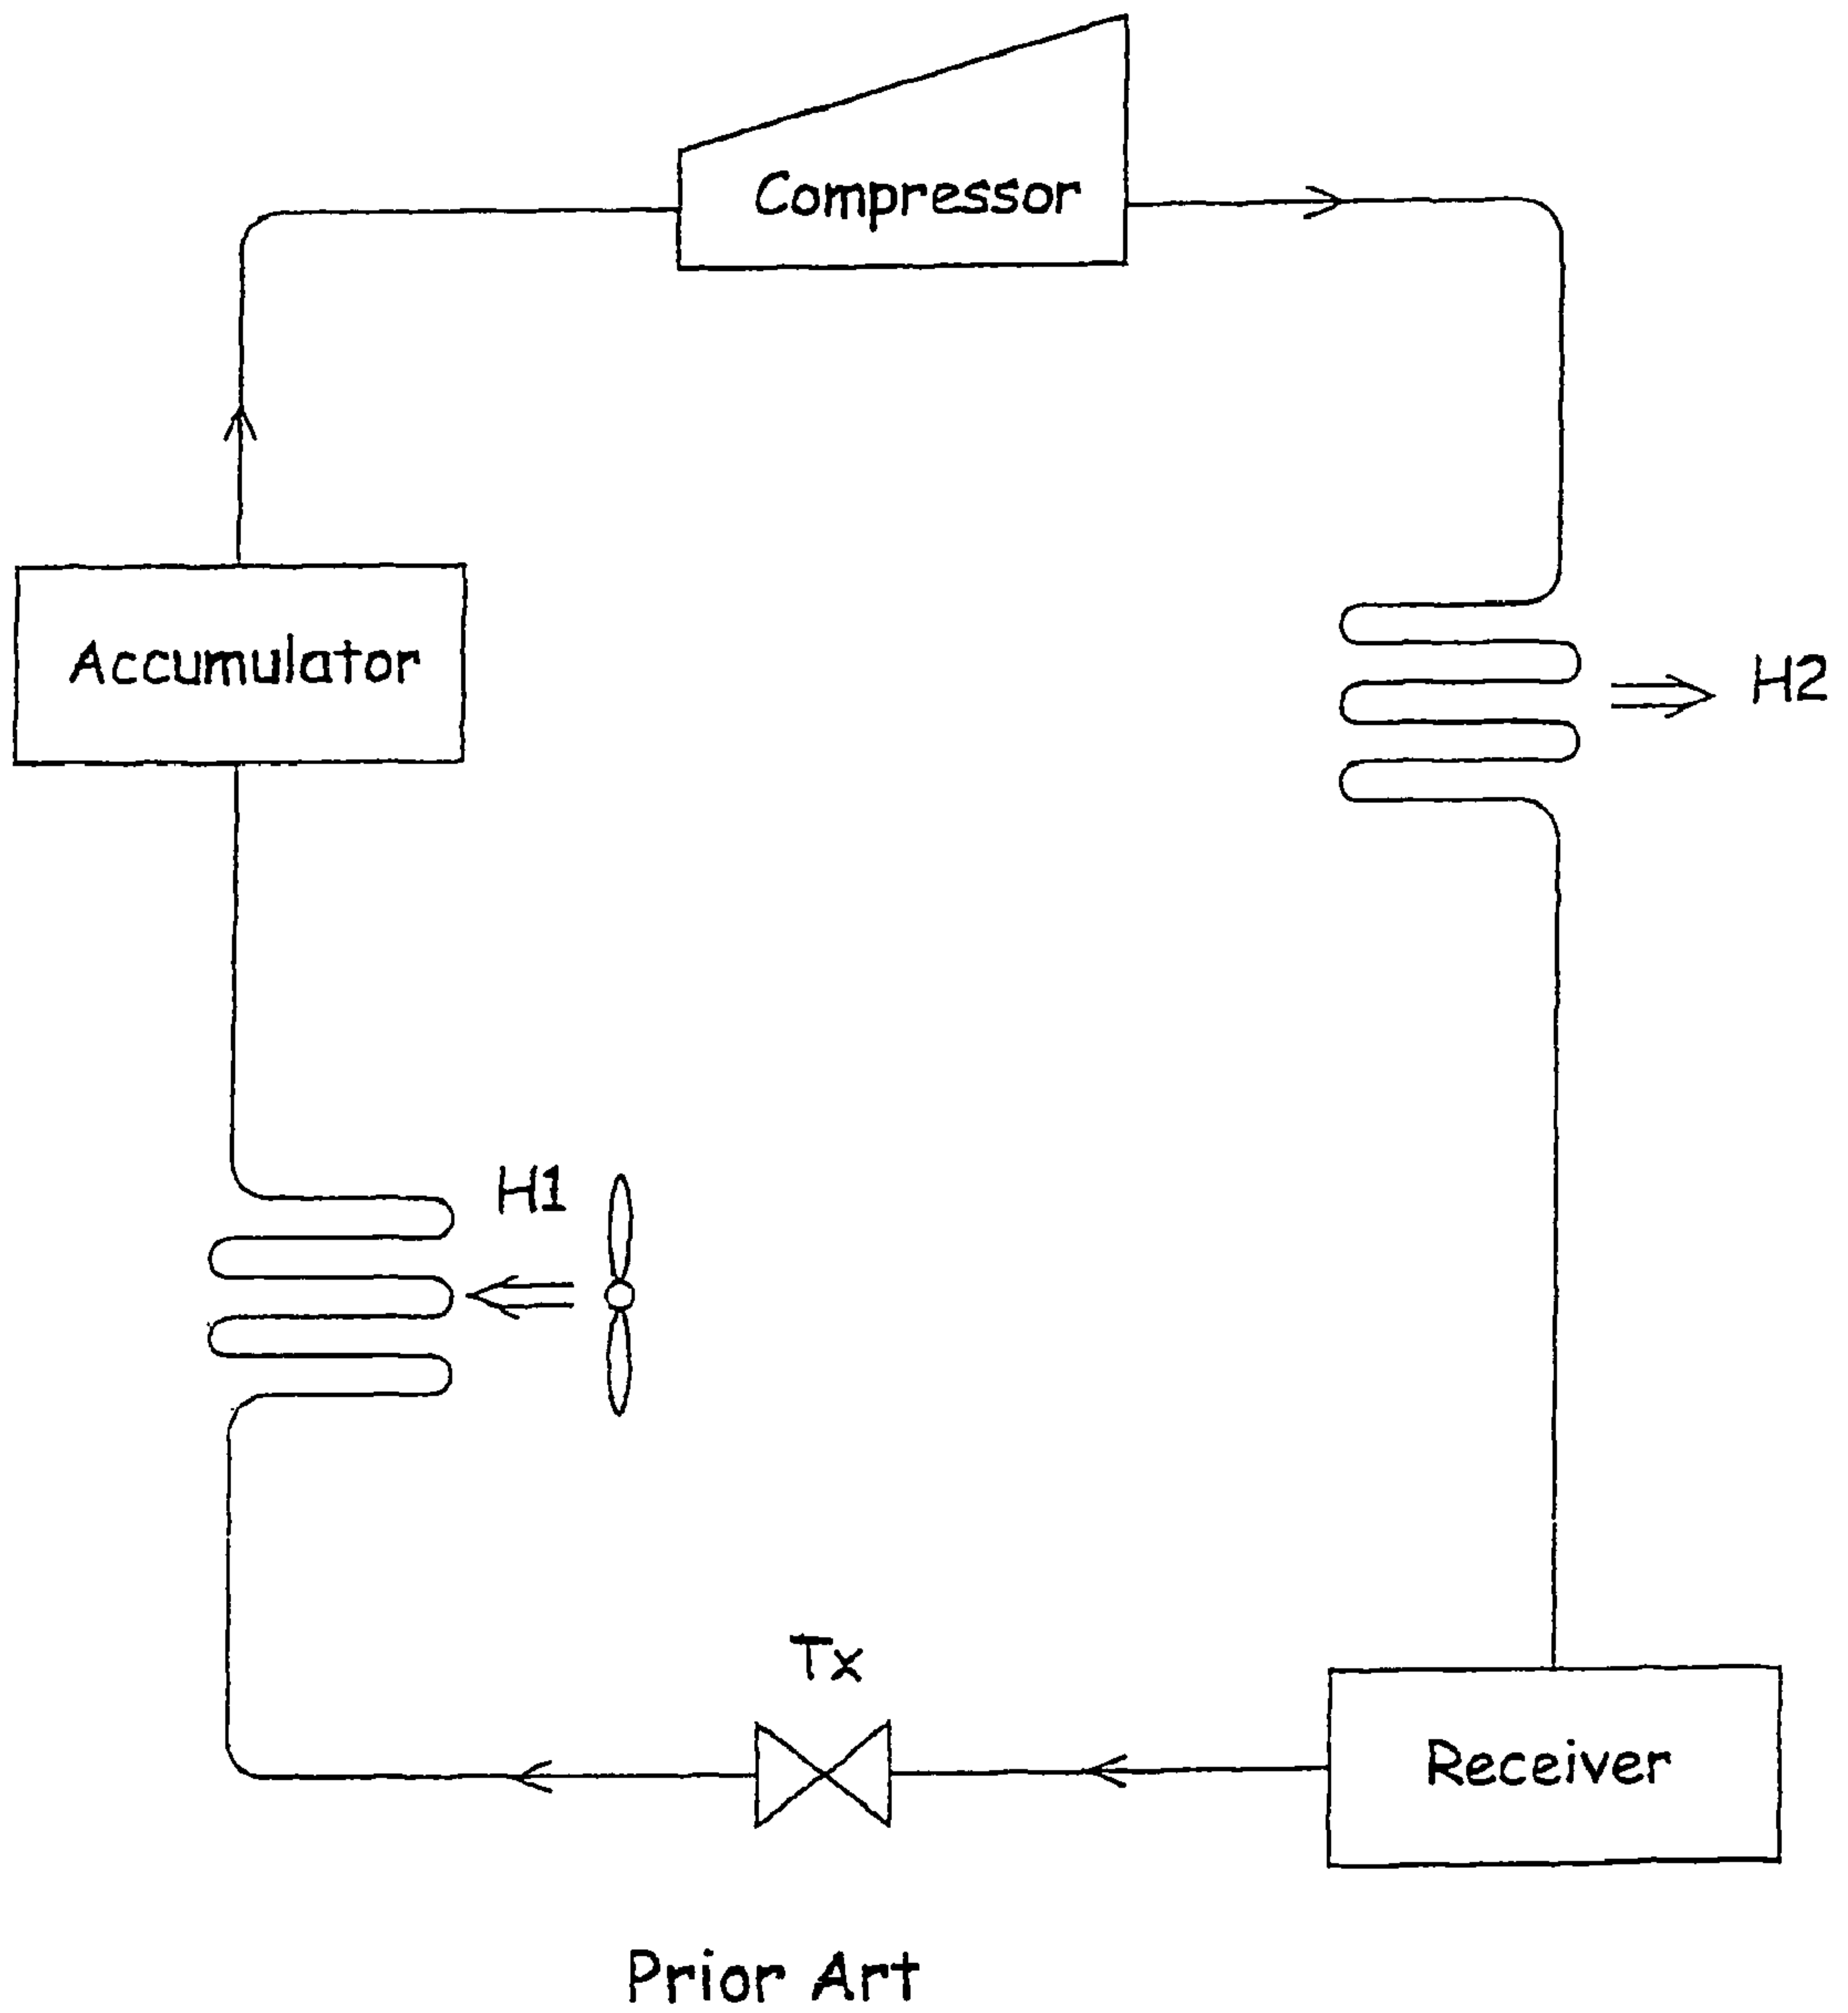 Compressor
Accumulator
H2
H1
Tx
Receiver
Prior Art